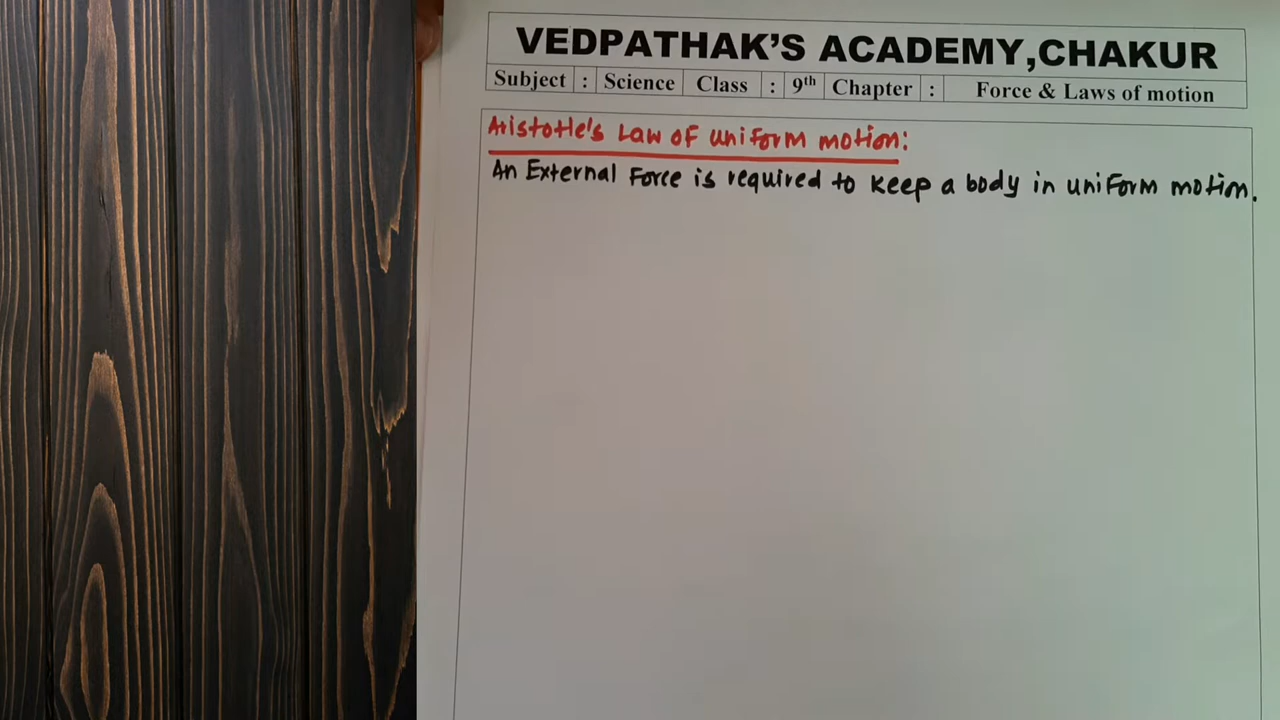 VEDPATHAK'S ACADEMY,CHAKUR
Subject : Science Class : 9th Chapter : Force & Laws of motion
Aristotle's Law of uniform motion:
An External Force is required to keep a body in uniform motion.